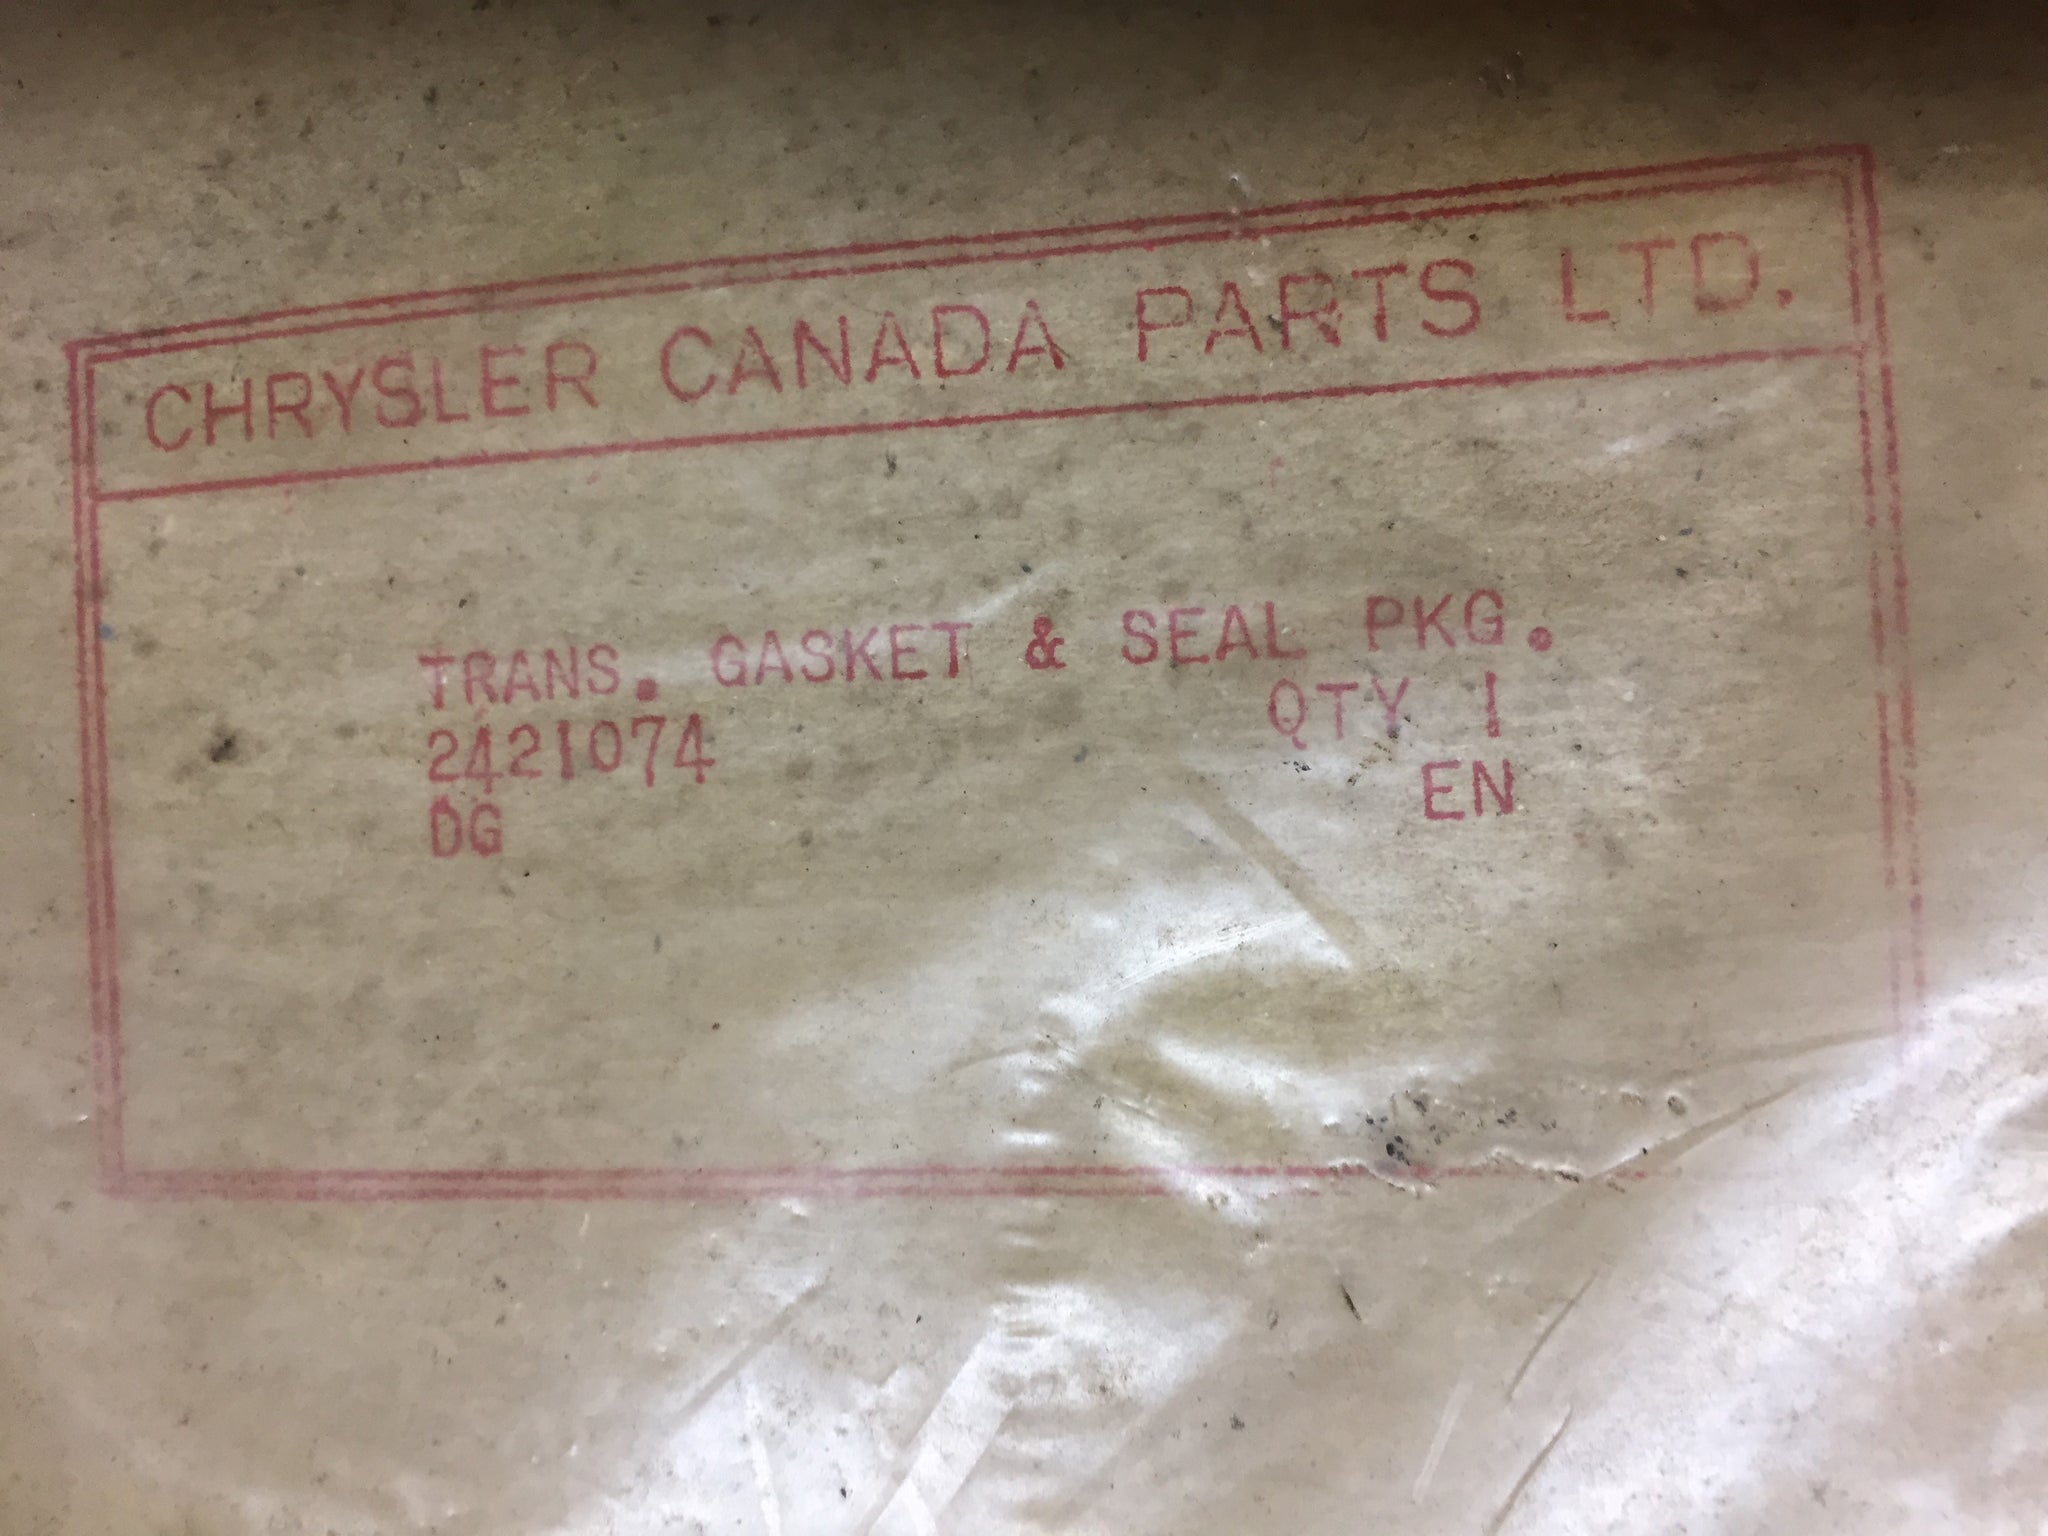 CHRYSLER CANADA PARTS LTD.
TRANS. GASKET & SEAL PKG.
2421074 QTY 1
DG EN